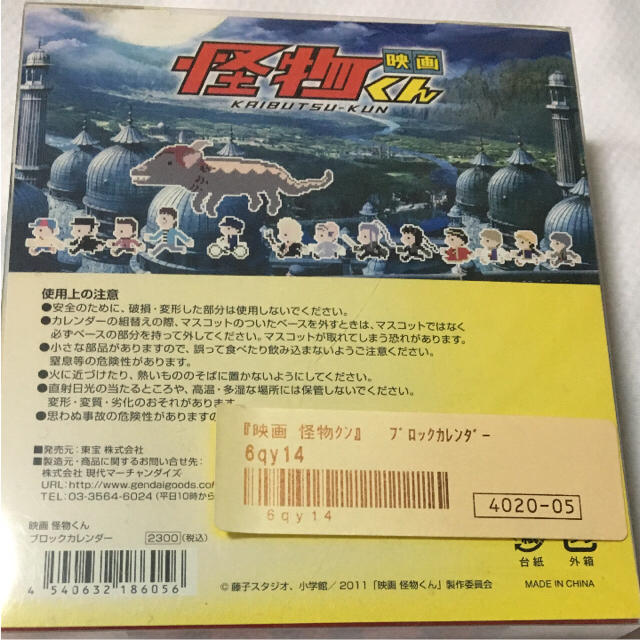 映画
怪物くん
KAIBUTSU-KUN
使用上の注意
●安全のために、破損・変形した部分は使用しないでください。
●カレンダーの組替えの際、マスコットのついたベースを外すときは、マスコットではなく
必ずベースの部分を持って外してください。マスコットが取れてしまう恐れがあります。
●小さな部品がありますので、誤って食べたり飲み込まないようご注意ください。
窒息等の危険性があります。
●火に近づけたり、熱いもののそばに置かないようにしてください。
●直射日光の当たるところや、高温・多湿な場所には保管しないでください。
変形・変質・劣化のおそれがあります。
●思わぬ事故の危険性がありますの
■発売元:東宝 株式会社
■製造元・商品に関するお問い合せ先:
株式会社 現代マーチャンダイズ
URL:http://www.gendaigoods.co
TEL:03-3564-6024 (平日10時から
『映画 怪物ｸﾝ』 ﾌﾞﾛｯｸｶﾚﾝﾀﾞｰ
6qy14
6qy14
4020-05
映画 怪物くん
ブロックカレンダー 2300(税込)
4 540632 186056
台紙 外箱
©藤子スタジオ、小学館／2011「映画 怪物くん」製作委員会
MADE IN CHINA